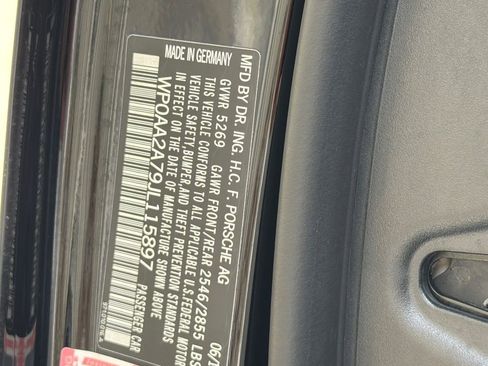 MFD BY DR. ING. H.C. F. PORSCHE AG
MADE IN GERMANY
GVWR 5269 GAWR FRONT/REAR 2546/2855 LBS
THIS VEHICLE CONFORMS TO ALL APPLICABLE U.S.FEDERAL MOTOR
VEHICLE SAFETY,BUMPER,AND THEFT PREVENTION STANDARDS
IN EFFECT ON THE DATE OF MANUFACTURE SHOWN ABOVE
WP0AA2A79JL115897
PASSENGER CAR